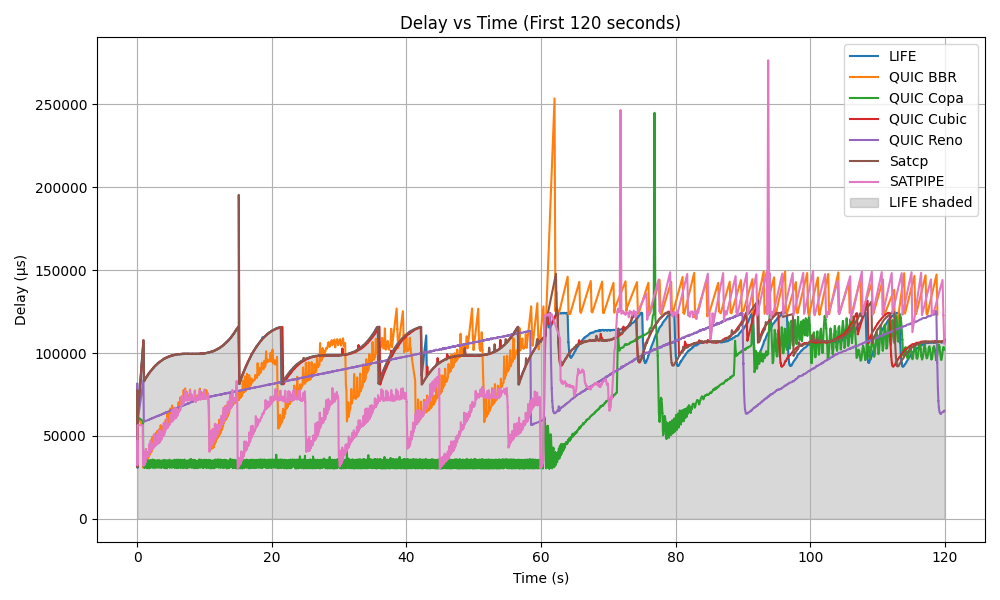 Delay vs Time (First 120 seconds)
Delay (µs)
250000
200000
150000
100000
50000
0
0 20 40 60 80 100 120
Time (s)
LIFE
QUIC BBR
QUIC Copa
QUIC Cubic
QUIC Reno
Satcp
SATPIPE
LIFE shaded